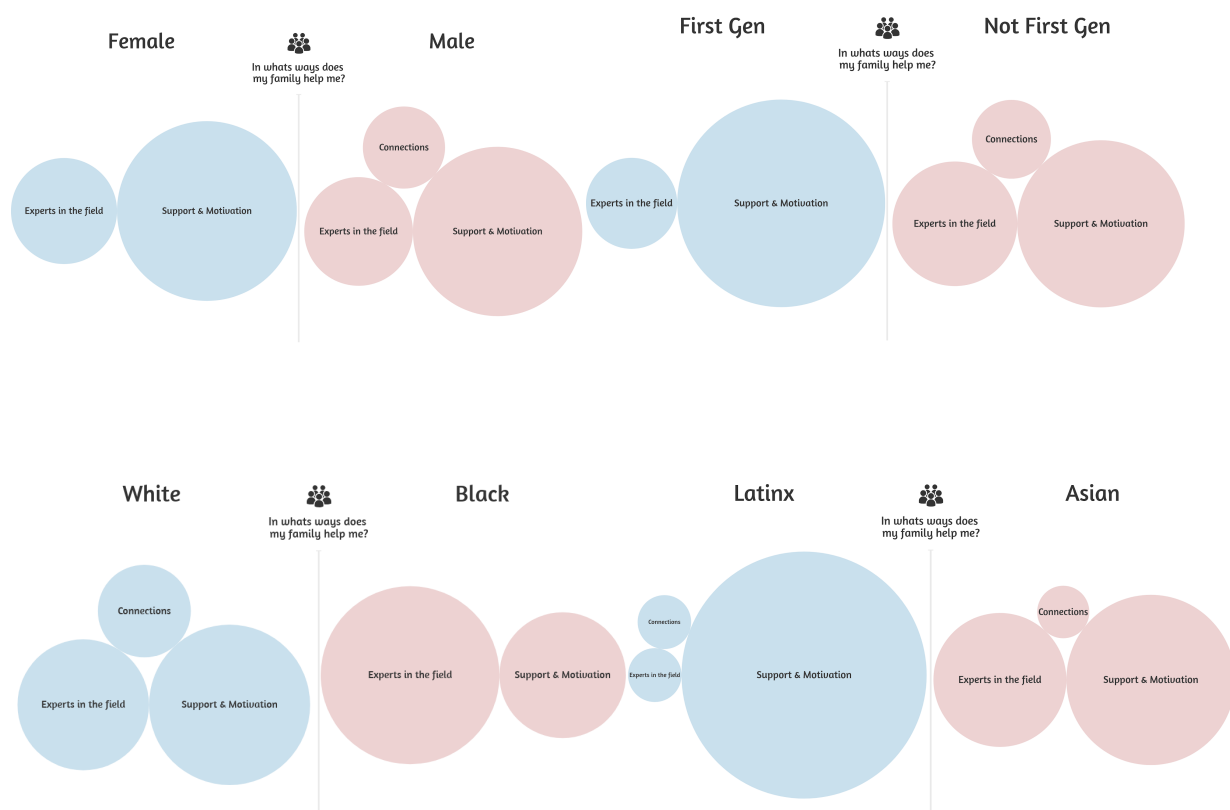 Female
Male
In whats ways does
my family help me?
Experts in the field
Support & Motivation
Connections
Experts in the field
Support & Motivation
First Gen
Not First Gen
In whats ways does
my family help me?
Experts in the field
Support & Motivation
Connections
Experts in the field
Support & Motivation
White
Black
In whats ways does
my family help me?
Connections
Experts in the field
Support & Motivation
Experts in the field
Support & Motivation
Latinx
Asian
In whats ways does
my family help me?
Connections
Experts in the field
Support & Motivation
Connections
Experts in the field
Support & Motivation